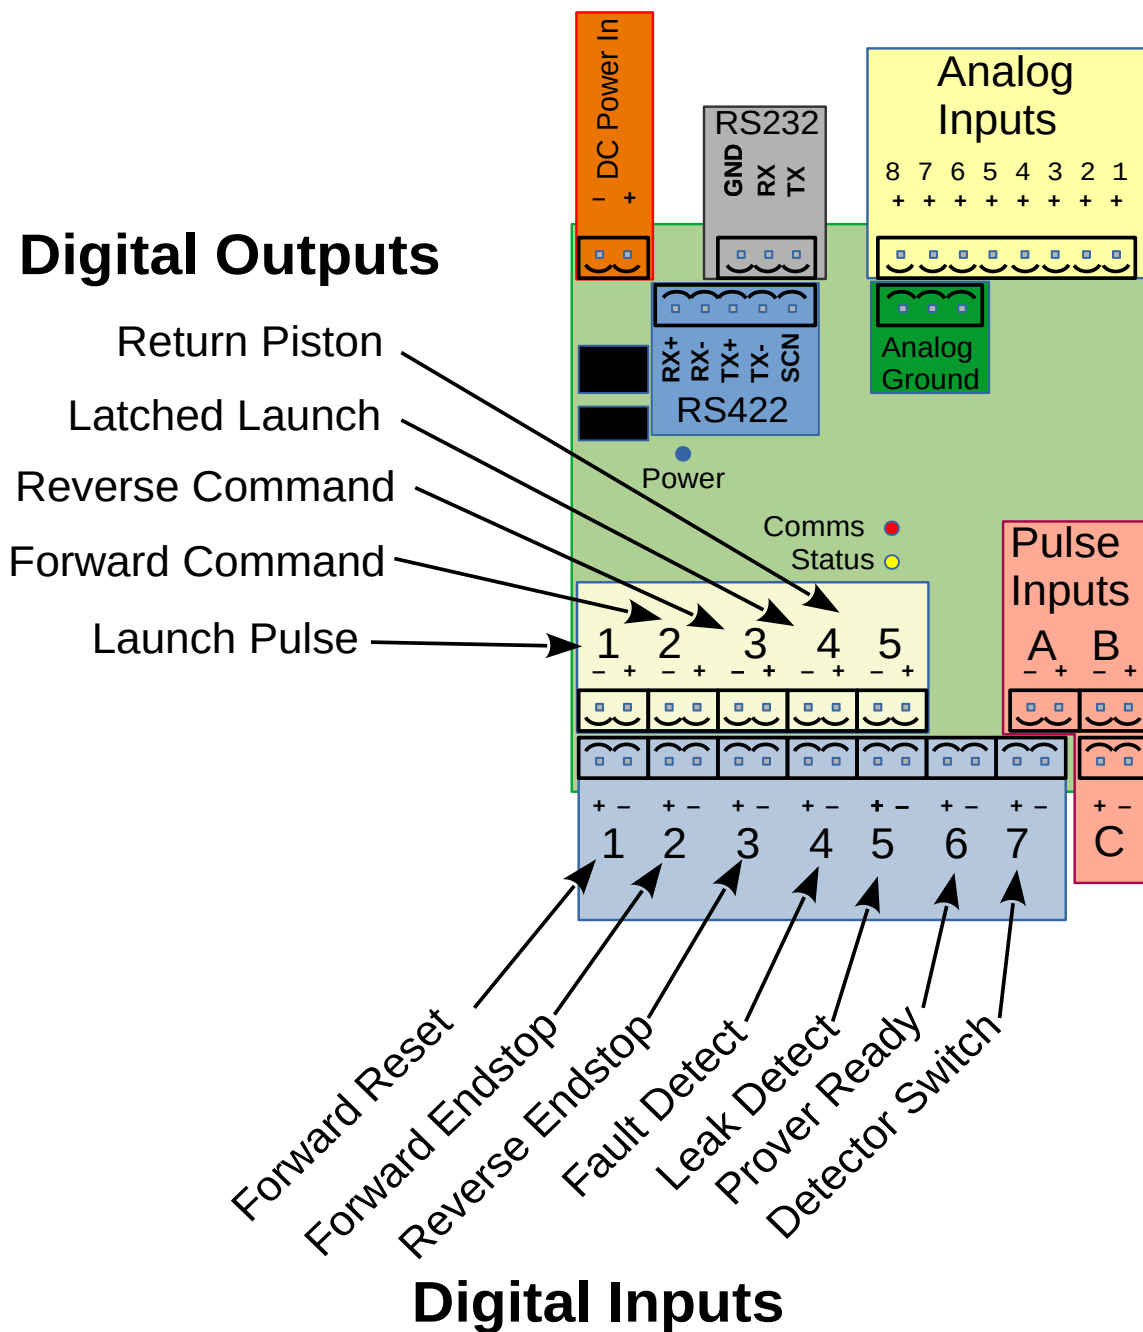 DC Power In
– +
RS232
GND
RX
TX
Analog
Inputs
8 7 6 5 4 3 2 1
+ + + + + + + +
Digital Outputs
Return Piston
Latched Launch
Reverse Command
Forward Command
Launch Pulse
RX+
RX-
TX+
TX-
SCN
RS422
Analog
Ground
Power
Comms
Status
Pulse
Inputs
A B
– + – +
1 2 3 4 5
– + – + – + – + – +
+ – + – + – + – + – + – + –
1 2 3 4 5 6 7
+ –
C
Forward Reset
Forward Endstop
Reverse Endstop
Fault Detect
Leak Detect
Prover Ready
Detector Switch
Digital Inputs